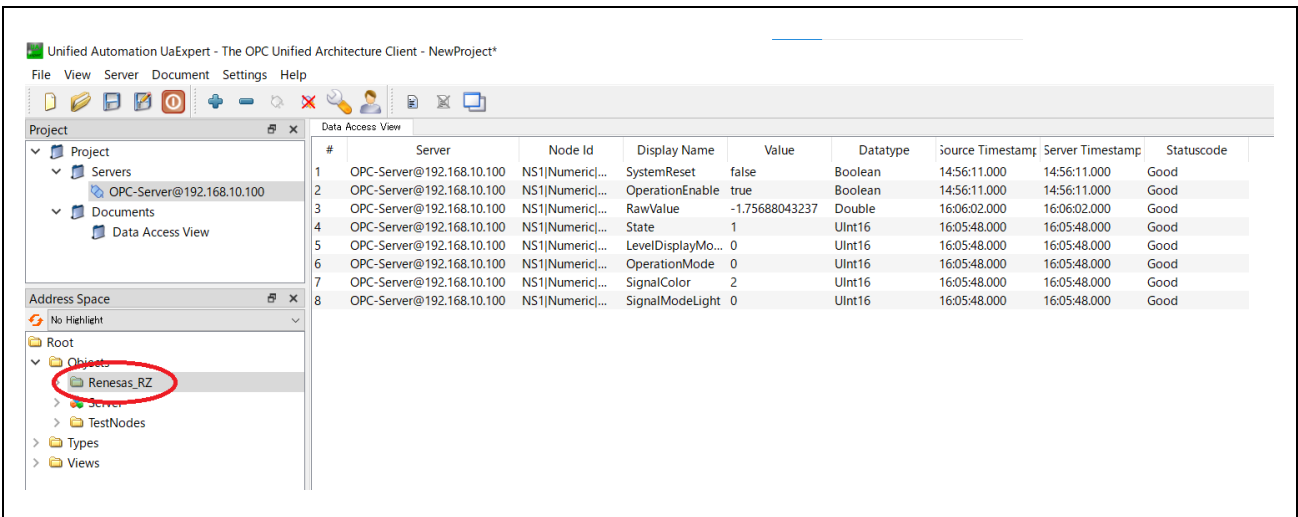 Unified Automation UaExpert - The OPC Unified Architecture Client - NewProject*
File View Server Document Settings Help
Project
Project
Servers
OPC-Server@192.168.10.100
Documents
Data Access View
Address Space
No Highlight
Root
Objects
Renesas_RZ
Server
TestNodes
Types
Views
Data Access View
# Server Node Id Display Name Value Datatype Source Timestamp Server Timestamp Statuscode
1 OPC-Server@192.168.10.100 NS1|Numeric|... SystemReset false Boolean 14:56:11.000 14:56:11.000 Good
2 OPC-Server@192.168.10.100 NS1|Numeric|... OperationEnable true Boolean 14:56:11.000 14:56:11.000 Good
3 OPC-Server@192.168.10.100 NS1|Numeric|... RawValue -1.75688043237 Double 16:06:02.000 16:06:02.000 Good
4 OPC-Server@192.168.10.100 NS1|Numeric|... State 1 UInt16 16:05:48.000 16:05:48.000 Good
5 OPC-Server@192.168.10.100 NS1|Numeric|... LevelDisplayMo... 0 UInt16 16:05:48.000 16:05:48.000 Good
6 OPC-Server@192.168.10.100 NS1|Numeric|... OperationMode 0 UInt16 16:05:48.000 16:05:48.000 Good
7 OPC-Server@192.168.10.100 NS1|Numeric|... SignalColor 2 UInt16 16:05:48.000 16:05:48.000 Good
8 OPC-Server@192.168.10.100 NS1|Numeric|... SignalModeLight 0 UInt16 16:05:48.000 16:05:48.000 Good